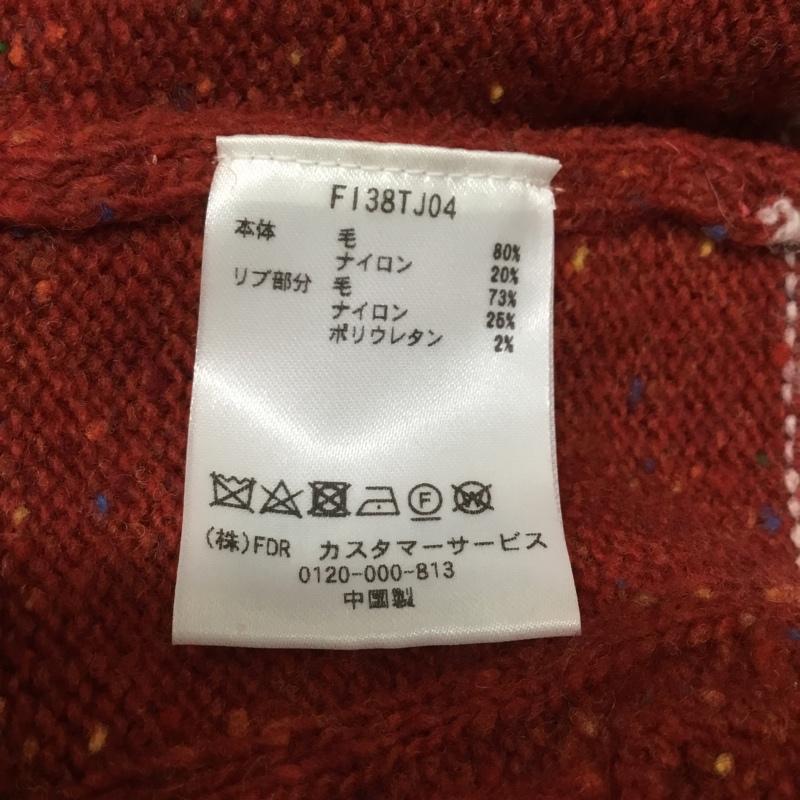 FI38TJ04
本体 毛 80%
ナイロン 20%
リブ部分 毛 73%
ナイロン 25%
ポリウレタン 2%
F W
(株)FDR カスタマーサービス
0120-000-813
中国製